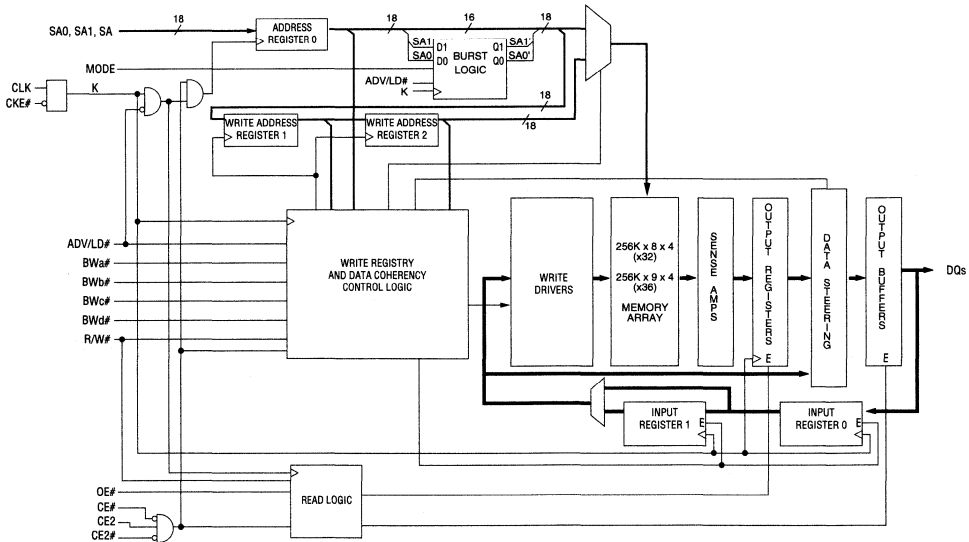 18
SA0, SA1, SA
ADDRESS
REGISTER 0
18
16
18
SA1
SA0
D1
D0
BURST
LOGIC
Q1
Q0
SA1'
SA0'
MODE
ADV/LD#
K
CLK
CKE#
K
18
18
WRITE ADDRESS
REGISTER 1
WRITE ADDRESS
REGISTER 2
ADV/LD#
BWa#
BWb#
BWc#
BWd#
R/W#
WRITE REGISTRY
AND DATA COHERENCY
CONTROL LOGIC
WRITE
DRIVERS
256K x 8 x 4
(x32)
256K x 9 x 4
(x36)
MEMORY
ARRAY
SENSE AMPS
OUTPUT REGISTERS
E
DATA STEERING
OUTPUT BUFFERS
E
DQs
INPUT
REGISTER 1
E
INPUT
REGISTER 0
E
OE#
CE#
CE2
CE2#
READ LOGIC